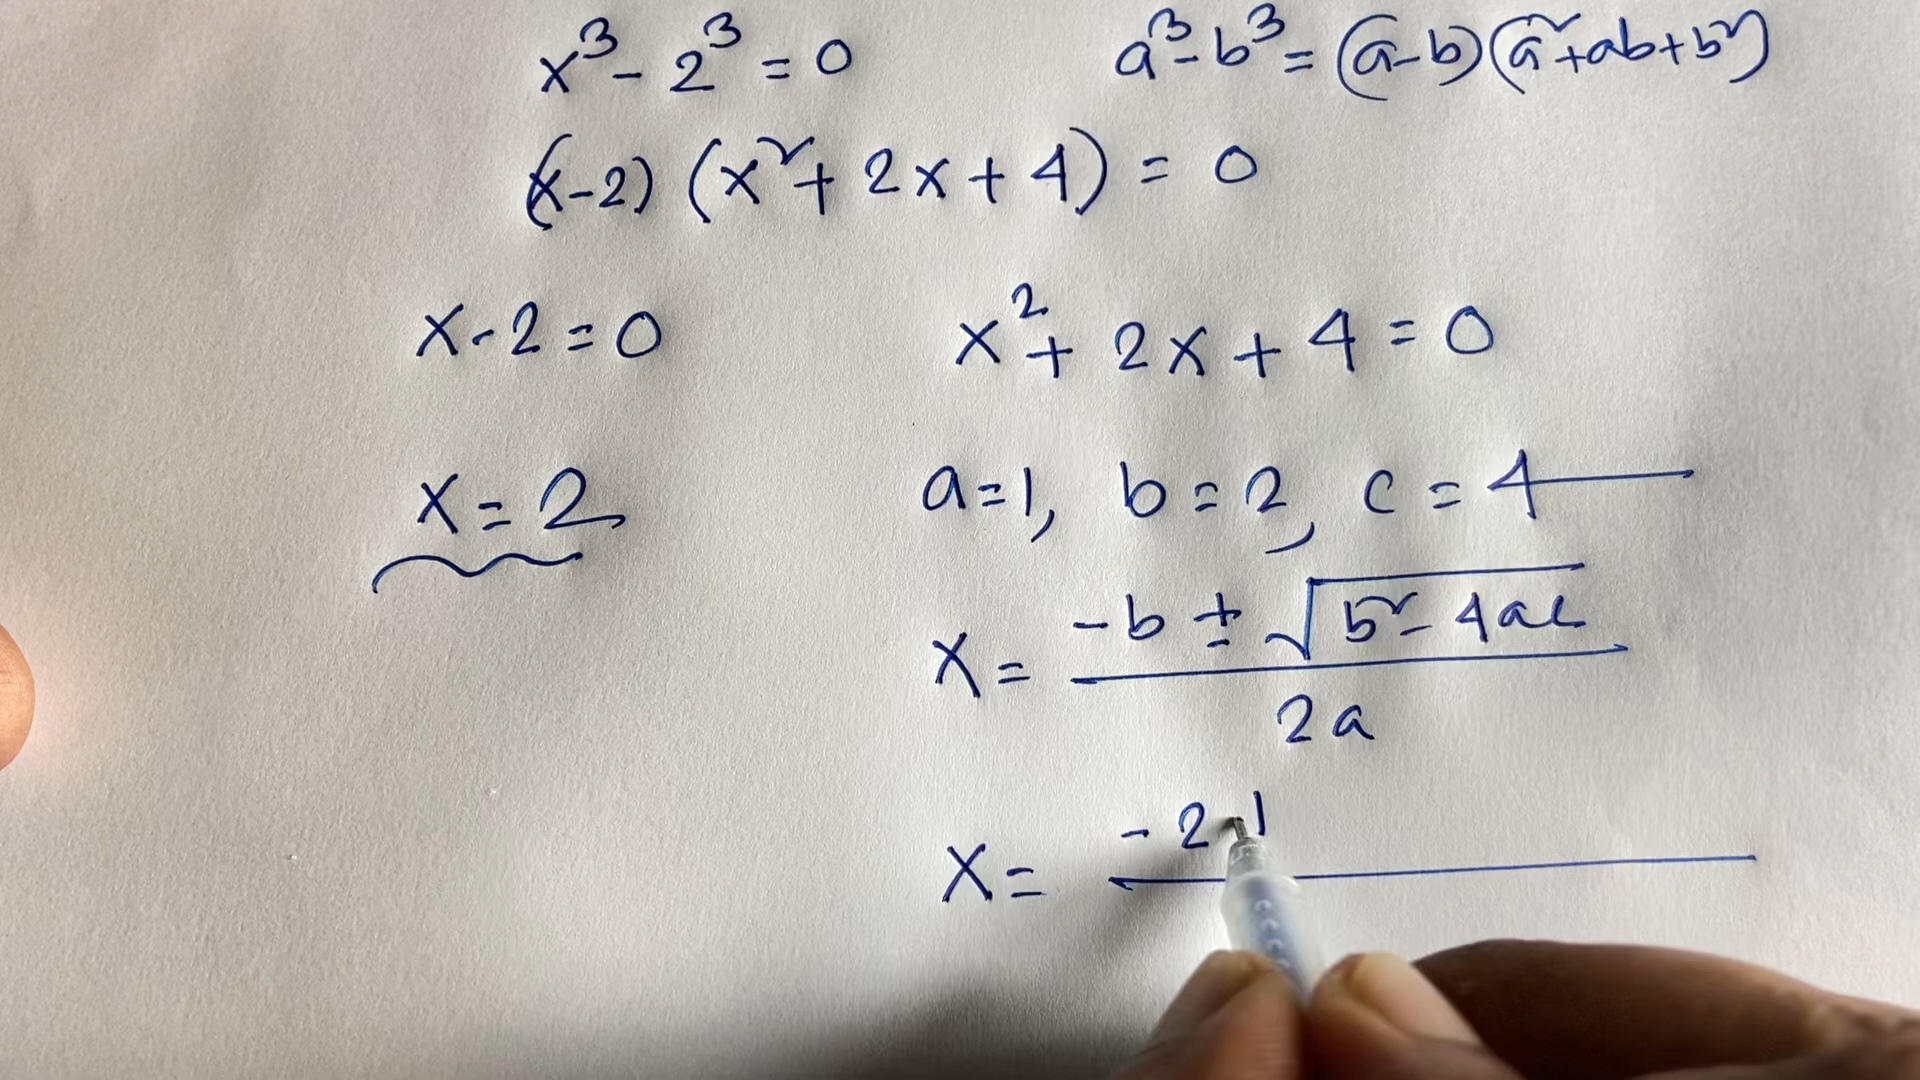 x³ - 2³ = 0
a³ - b³ = (a-b)(a²+ab+b²)
(x-2) (x² + 2x + 4) = 0
x - 2 = 0
x² + 2x + 4 = 0
x = 2
a=1, b=2, c=4
x = (-b ± √(b² - 4ac)) / 2a
x = - 2